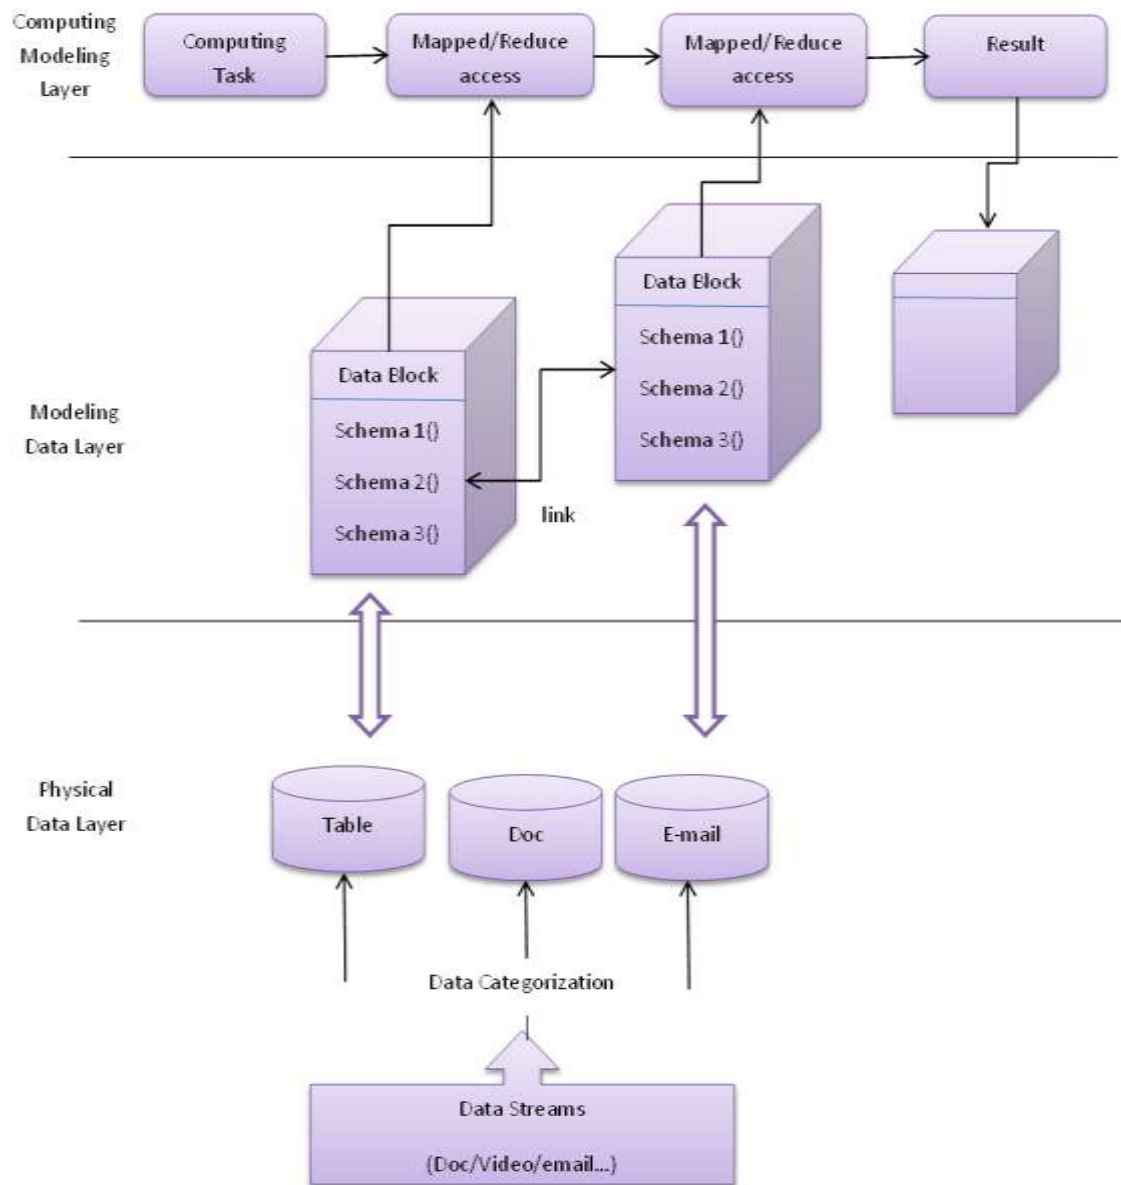 Computing
Modeling
Layer
Computing
Task
Mapped/Reduce
access
Mapped/Reduce
access
Result
Modeling
Data Layer
Data Block
Schema 1()
Schema 2()
Schema 3()
link
Data Block
Schema 1()
Schema 2()
Schema 3()
Physical
Data Layer
Table
Doc
E-mail
Data Categorization
Data Streams
(Doc/Video/email...)